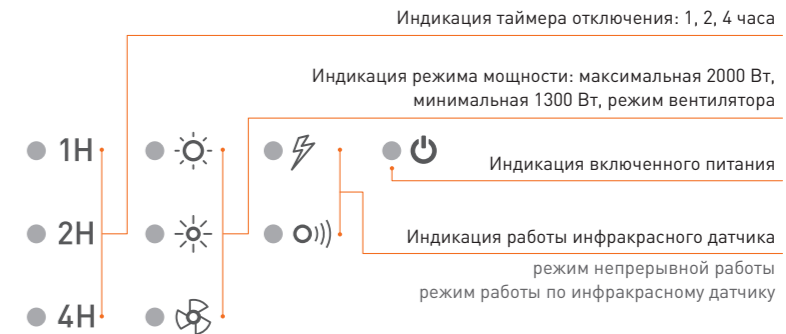 Индикация таймера отключения: 1, 2, 4 часа
Индикация режима мощности: максимальная 2000 Вт,
минимальная 1300 Вт, режим вентилятора
1H
Индикация включенного питания
2H
Индикация работы инфракрасного датчика
режим непрерывной работы
режим работы по инфракрасному датчику
4H